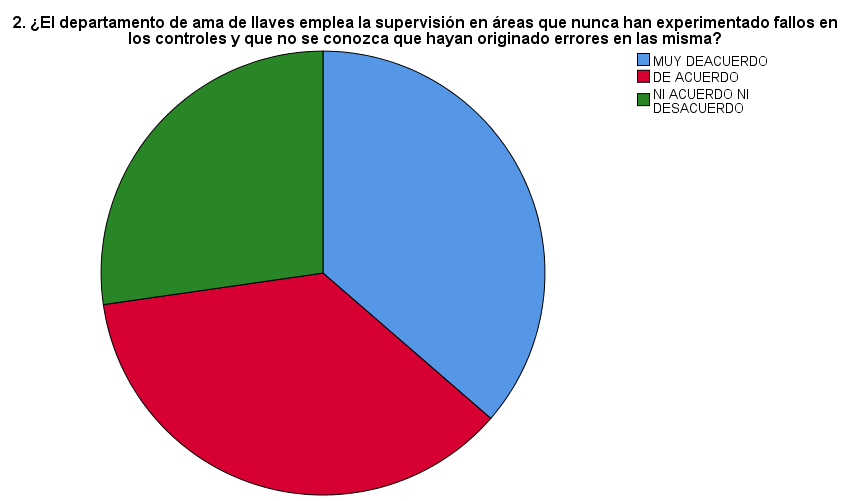 2. ¿El departamento de ama de llaves emplea la supervisión en áreas que nunca han experimentado fallos en
los controles y que no se conozca que hayan originado errores en las misma?
MUY DEACUERDO
DE ACUERDO
NI ACUERDO NI
DESACUERDO